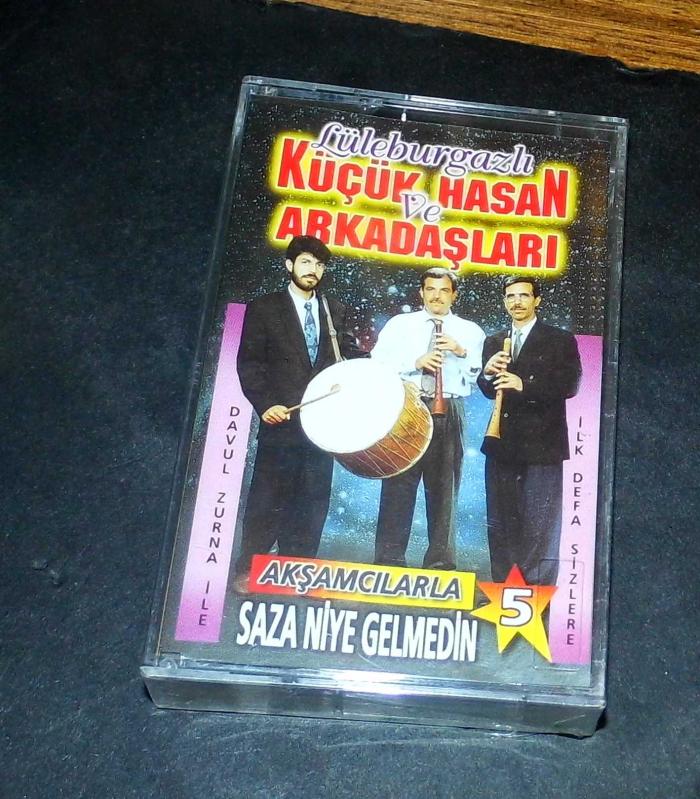 Lüleburgazlı
KÜÇÜK HASAN
Ve
ARKADAŞLARI
DAVUL ZURNA İLE
İLK DEFA SİZLERE
AKŞAMCILARLA
5
SAZA NİYE GELMEDİN